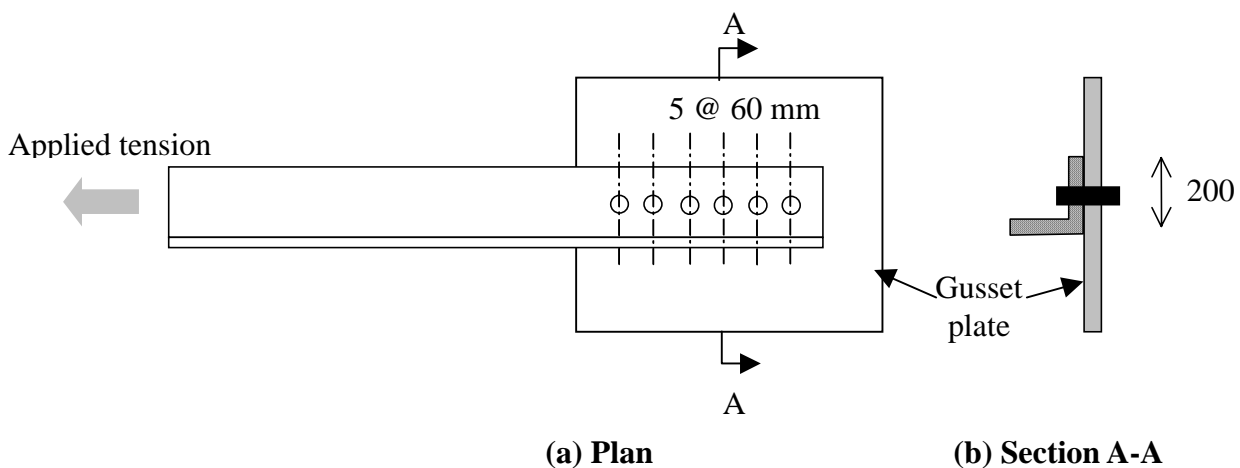 A
5 @ 60 mm
Applied tension
200
Gusset
plate
A
(a) Plan
(b) Section A-A